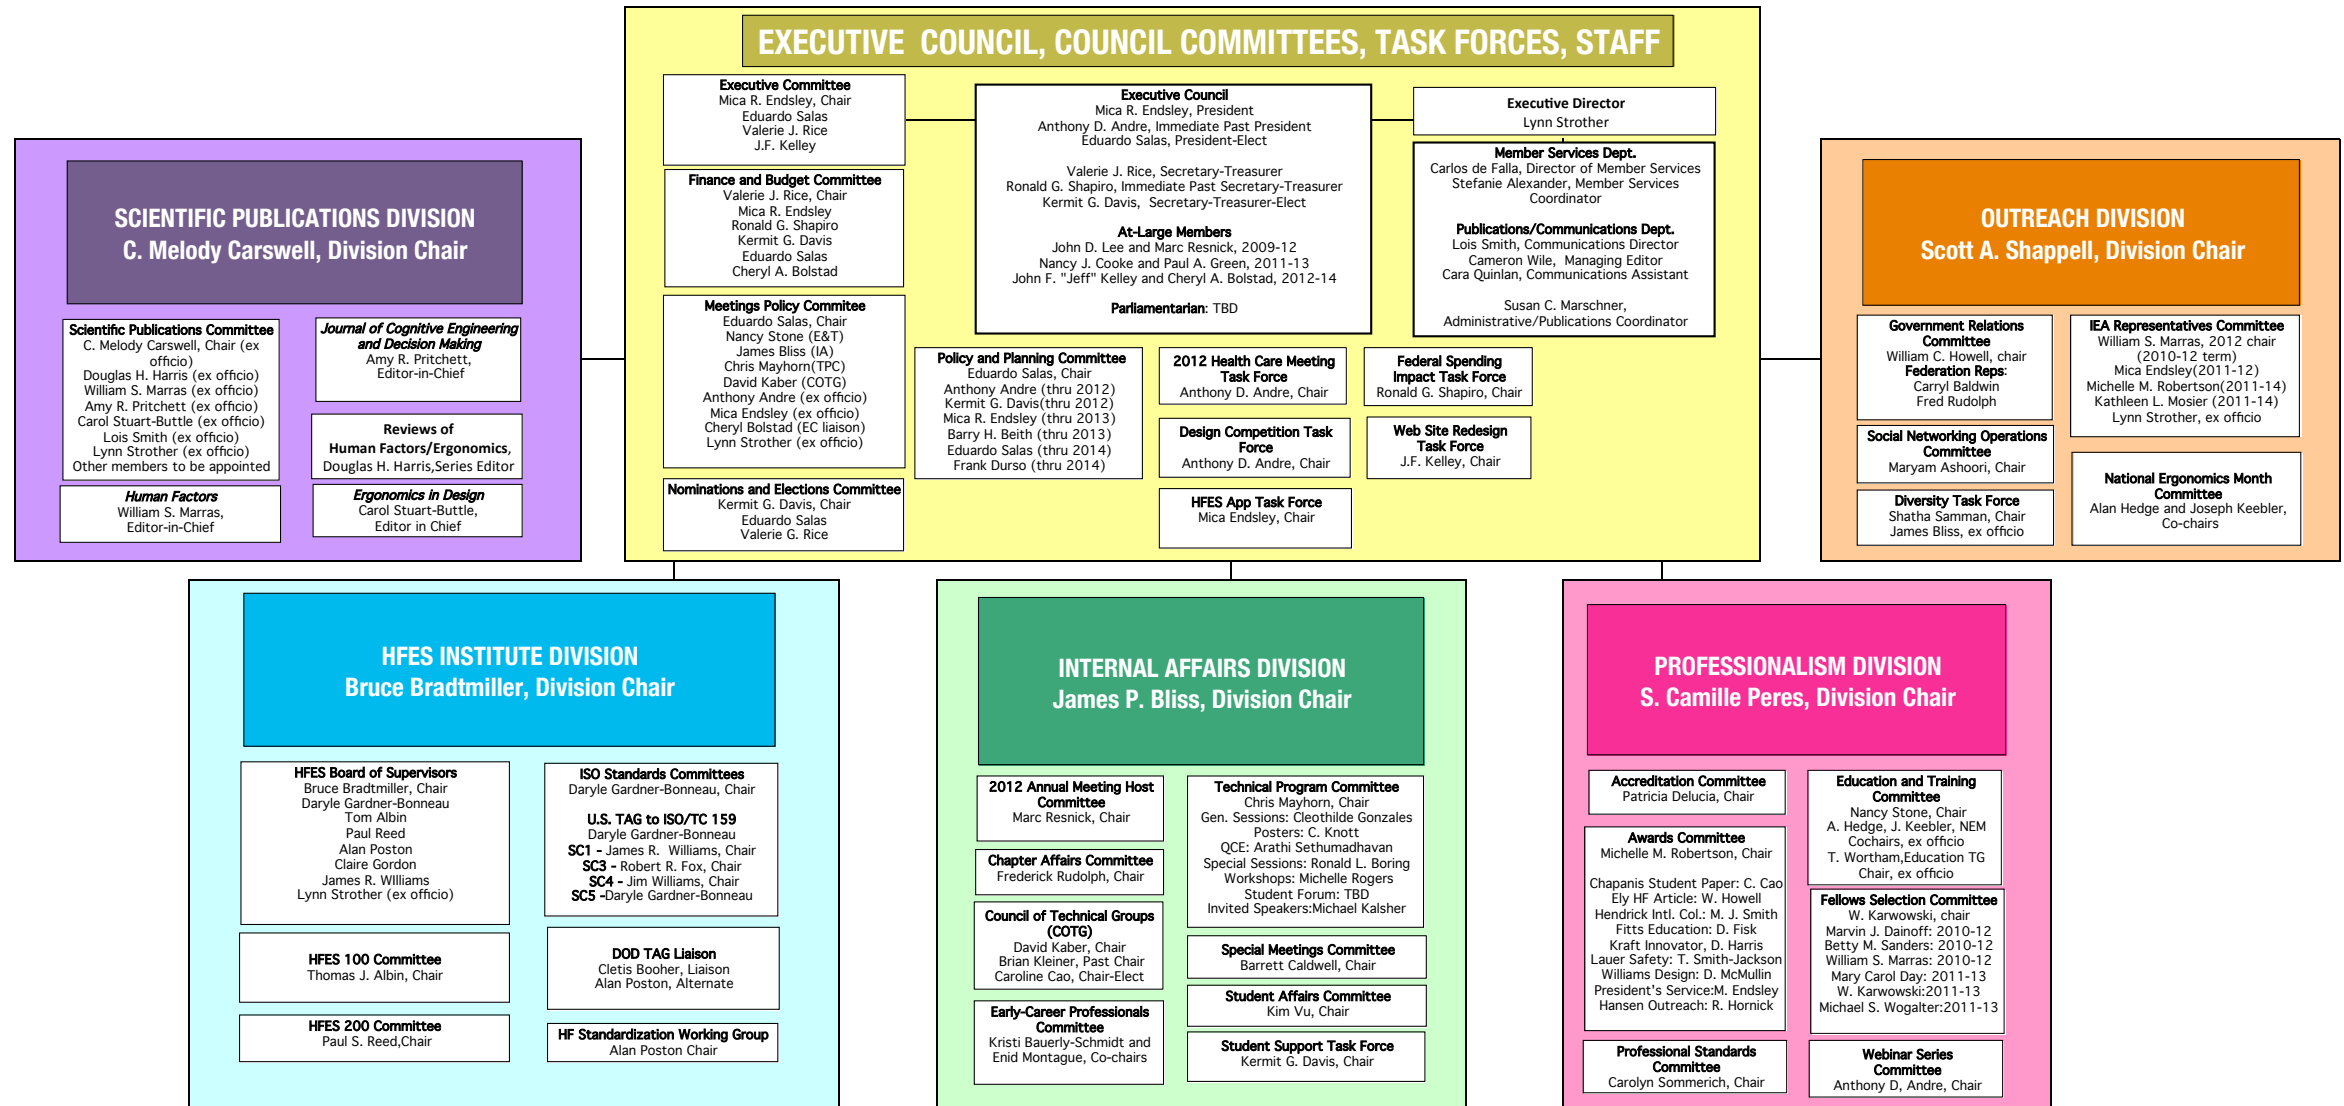 EXECUTIVE COUNCIL, COUNCIL COMMITTEES, TASK FORCES, STAFF
Executive Committee
Mica R. Endsley, Chair
Eduardo Salas
Valerie J. Rice
J.F. Kelley
Finance and Budget Committee
Valerie J. Rice, Chair
Mica R. Endsley
Ronald G. Shapiro
Kermit G. Davis
Eduardo Salas
Cheryl A. Bolstad
Meetings Policy Commitee
Eduardo Salas, Chair
Nancy Stone (E&T)
James Bliss (IA)
Chris Mayhorn(TPC)
David Kaber (COTG)
Anthony Andre (ex officio)
Mica Endsley (ex officio)
Cheryl Bolstad (EC liaison)
Lynn Strother (ex officio)
Nominations and Elections Committee
Kermit G. Davis, Chair
Eduardo Salas
Valerie G. Rice
Executive Council
Mica R. Endsley, President
Anthony D. Andre, Immediate Past President
Eduardo Salas, President-Elect
Valerie J. Rice, Secretary-Treasurer
Ronald G. Shapiro, Immediate Past Secretary-Treasurer
Kermit G. Davis, Secretary-Treasurer-Elect
At-Large Members
John D. Lee and Marc Resnick, 2009-12
Nancy J. Cooke and Paul A. Green, 2011-13
John F. "Jeff" Kelley and Cheryl A. Bolstad, 2012-14
Parliamentarian: TBD
Executive Director
Lynn Strother
Member Services Dept.
Carlos de Falla, Director of Member Services
Stefanie Alexander, Member Services
Coordinator
Publications/Communications Dept.
Lois Smith, Communications Director
Cameron Wile, Managing Editor
Cara Quinlan, Communications Assistant
Susan C. Marschner,
Administrative/Publications Coordinator
Policy and Planning Committee
Eduardo Salas, Chair
Anthony Andre (thru 2012)
Kermit G. Davis(thru 2012)
Mica R. Endsley (thru 2013)
Barry H. Beith (thru 2013)
Eduardo Salas (thru 2014)
Frank Durso (thru 2014)
2012 Health Care Meeting
Task Force
Anthony D. Andre, Chair
Design Competition Task
Force
Anthony D. Andre, Chair
HFES App Task Force
Mica Endsley, Chair
Federal Spending
Impact Task Force
Ronald G. Shapiro, Chair
Web Site Redesign
Task Force
J.F. Kelley, Chair
SCIENTIFIC PUBLICATIONS DIVISION
C. Melody Carswell, Division Chair
Scientific Publications Committee
C. Melody Carswell, Chair (ex
officio)
Douglas H. Harris (ex officio)
William S. Marras (ex officio)
Amy R. Pritchett (ex officio)
Carol Stuart-Buttle (ex officio)
Lois Smith (ex officio)
Lynn Strother (ex officio)
Other members to be appointed
Human Factors
William S. Marras,
Editor-in-Chief
Journal of Cognitive Engineering
and Decision Making
Amy R. Pritchett,
Editor-in-Chief
Reviews of
Human Factors/Ergonomics,
Douglas H. Harris,Series Editor
Ergonomics in Design
Carol Stuart-Buttle,
Editor in Chief
OUTREACH DIVISION
Scott A. Shappell, Division Chair
Government Relations
Committee
William C. Howell, chair
Federation Reps:
Carryl Baldwin
Fred Rudolph
Social Networking Operations
Committee
Maryam Ashoori, Chair
Diversity Task Force
Shatha Samman, Chair
James Bliss, ex officio
IEA Representatives Committee
William S. Marras, 2012 chair
(2010-12 term)
Mica Endsley(2011-12)
Michelle M. Robertson(2011-14)
Kathleen L. Mosier (2011-14)
Lynn Strother, ex officio
National Ergonomics Month
Committee
Alan Hedge and Joseph Keebler,
Co-chairs
HFES INSTITUTE DIVISION
Bruce Bradtmiller, Division Chair
HFES Board of Supervisors
Bruce Bradtmiller, Chair
Daryle Gardner-Bonneau
Tom Albin
Paul Reed
Alan Poston
Claire Gordon
James R. WIlliams
Lynn Strother (ex officio)
HFES 100 Committee
Thomas J. Albin, Chair
HFES 200 Committee
Paul S. Reed,Chair
ISO Standards Committees
Daryle Gardner-Bonneau, Chair
U.S. TAG to ISO/TC 159
Daryle Gardner-Bonneau
SC1 - James R. Williams, Chair
SC3 - Robert R. Fox, Chair
SC4 - Jim Williams, Chair
SC5 -Daryle Gardner-Bonneau
DOD TAG Liaison
Cletis Booher, Liaison
Alan Poston, Alternate
HF Standardization Working Group
Alan Poston Chair
INTERNAL AFFAIRS DIVISION
James P. Bliss, Division Chair
2012 Annual Meeting Host
Committee
Marc Resnick, Chair
Chapter Affairs Committee
Frederick Rudolph, Chair
Council of Technical Groups
(COTG)
David Kaber, Chair
Brian Kleiner, Past Chair
Caroline Cao, Chair-Elect
Early-Career Professionals
Committee
Kristi Bauerly-Schmidt and
Enid Montague, Co-chairs
Technical Program Committee
Chris Mayhorn, Chair
Gen. Sessions: Cleothilde Gonzales
Posters: C. Knott
QCE: Arathi Sethumadhavan
Special Sessions: Ronald L. Boring
Workshops: Michelle Rogers
Student Forum: TBD
Invited Speakers:Michael Kalsher
Special Meetings Committee
Barrett Caldwell, Chair
Student Affairs Committee
Kim Vu, Chair
Student Support Task Force
Kermit G. Davis, Chair
PROFESSIONALISM DIVISION
S. Camille Peres, Division Chair
Accreditation Committee
Patricia Delucia, Chair
Awards Committee
Michelle M. Robertson, Chair
Chapanis Student Paper: C. Cao
Ely HF Article: W. Howell
Hendrick Intl. Col.: M. J. Smith
Fitts Education: D. Fisk
Kraft Innovator, D. Harris
Lauer Safety: T. Smith-Jackson
Williams Design: D. McMullin
President's Service:M. Endsley
Hansen Outreach: R. Hornick
Professional Standards
Committee
Carolyn Sommerich, Chair
Education and Training
Committee
Nancy Stone, Chair
A. Hedge, J. Keebler, NEM
Cochairs, ex officio
T. Wortham,Education TG
Chair, ex officio
Fellows Selection Committee
W. Karwowski, chair
Marvin J. Dainoff: 2010-12
Betty M. Sanders: 2010-12
William S. Marras: 2010-12
Mary Carol Day: 2011-13
W. Karwowski:2011-13
Michael S. Wogalter:2011-13
Webinar Series
Committee
Anthony D, Andre, Chair